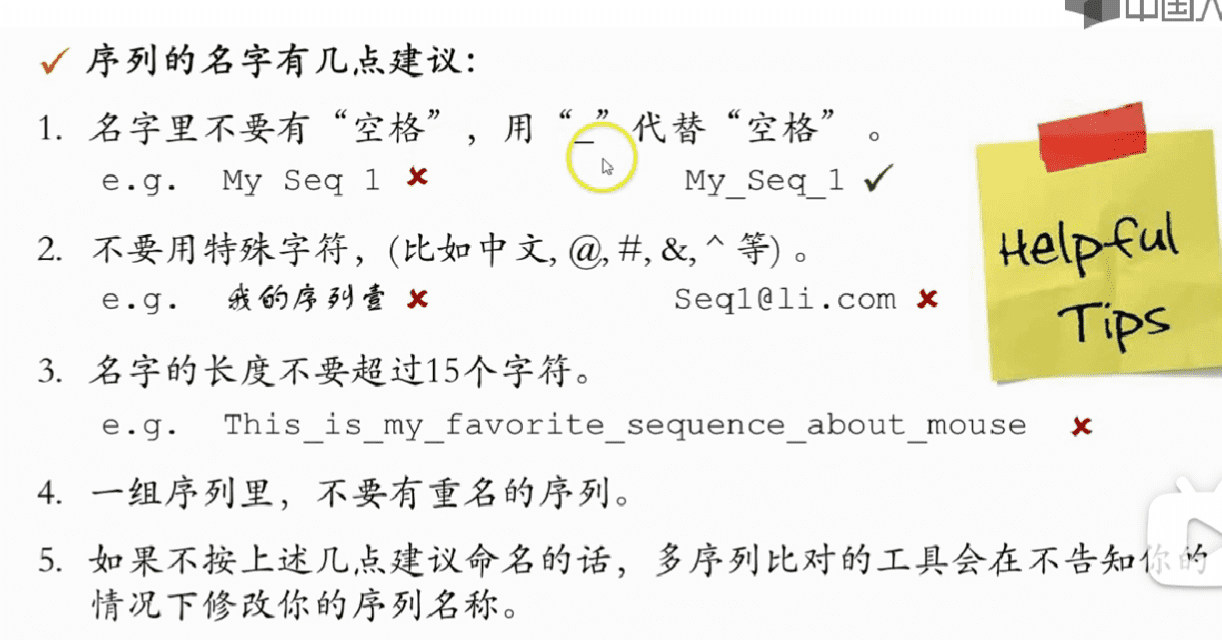 中国
✓ 序列的名字有几点建议：
1. 名字里不要有“空格”，用“_”代替“空格”。
e.g. My Seq 1 ✘ My_Seq_1 ✓
2. 不要用特殊字符，(比如中文, @, #, &, ^ 等) 。
e.g. 我的序列壹 ✘ Seq1@li.com ✘
3. 名字的长度不要超过15个字符。
e.g. This_is_my_favorite_sequence_about_mouse ✘
4. 一组序列里，不要有重名的序列。
5. 如果不按上述几点建议命名的话，多序列比对的工具会在不告知你的
情况下修改你的序列名称。
Helpful
Tips